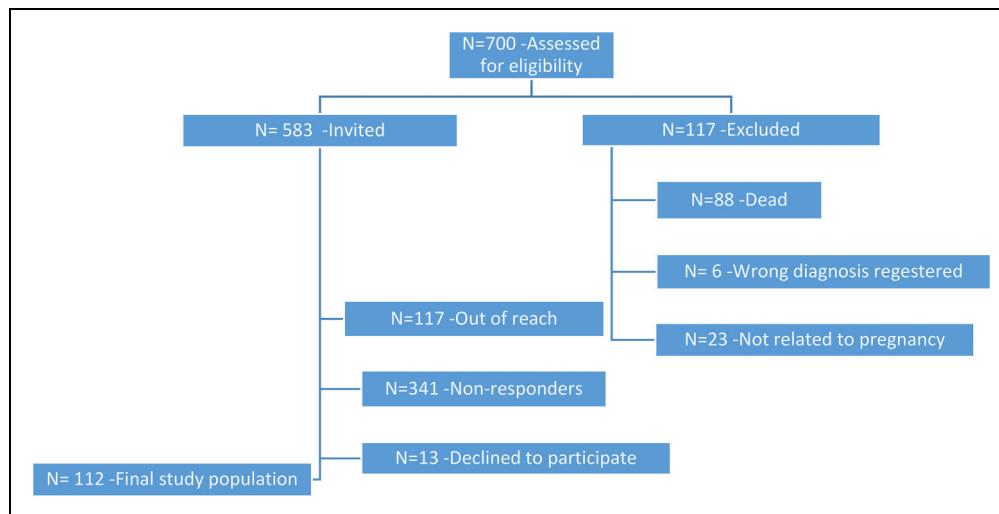 N=700 -Assessed
for eligibility
N= 583 -Invited
N=117 -Excluded
N=88 -Dead
N= 6 -Wrong diagnosis regestered
N=117 -Out of reach
N=23 -Not related to pregnancy
N=341 -Non-responders
N=13 -Declined to participate
N= 112 -Final study population